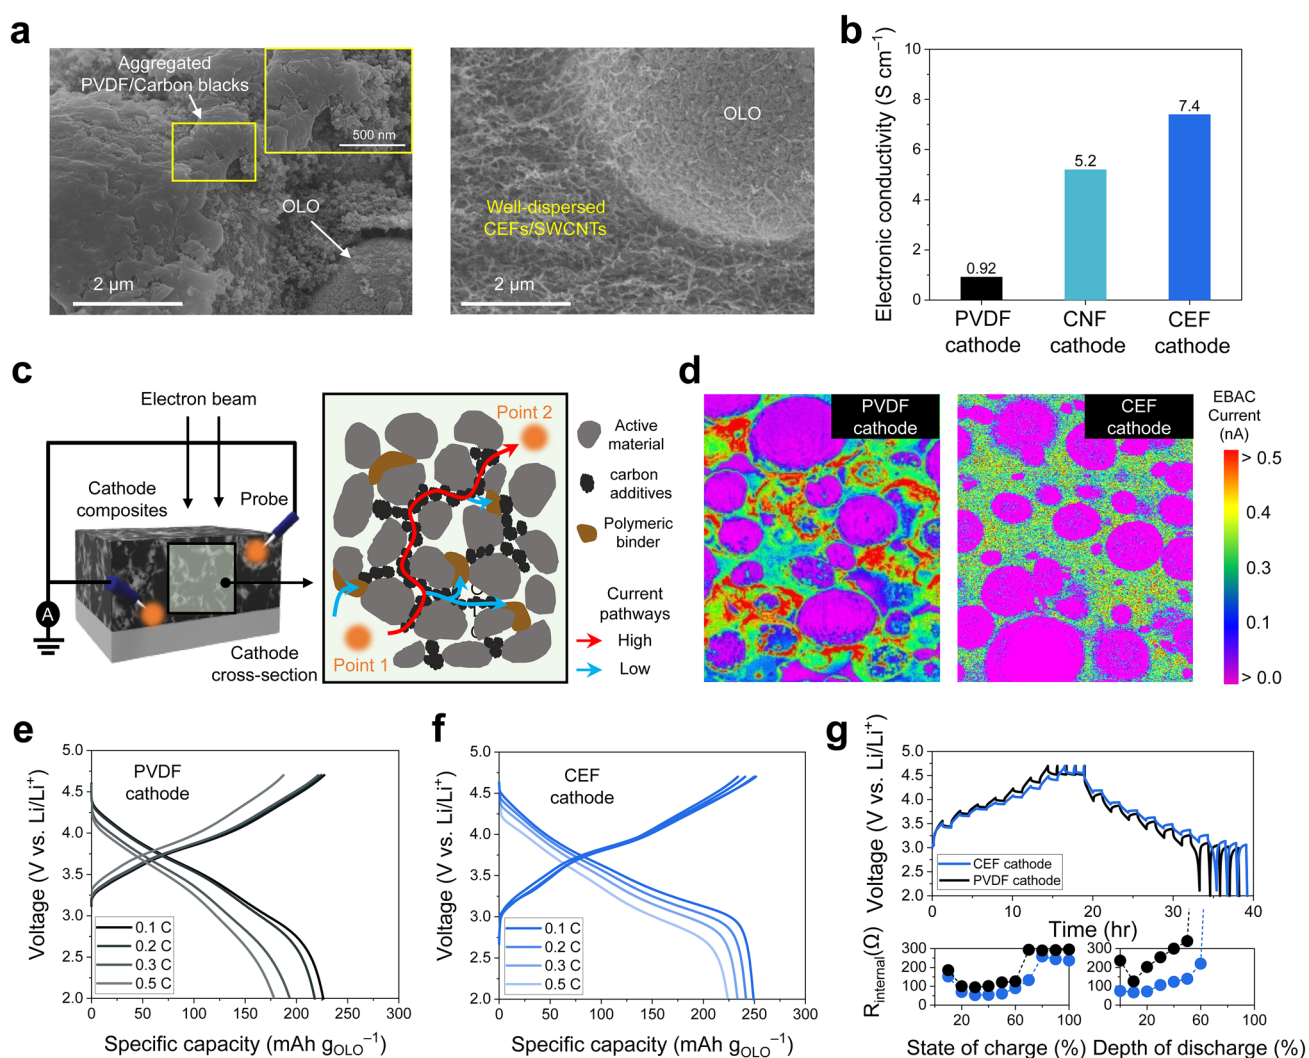 a
Aggregated
PVDF/Carbon blacks
500 nm
OLO
2 μm
OLO
Well-dispersed
CEFs/SWCNTs
2 μm
b
Electronic conductivity (S cm⁻¹)
10
8
6
4
2
0
0.92
5.2
7.4
PVDF
cathode
CNF
cathode
CEF
cathode
c
Electron beam
Cathode
composites
Probe
A
Cathode
cross-section
Point 2
Point 1
Active
material
carbon
additives
Polymeric
binder
Current
pathways
High
Low
d
PVDF
cathode
CEF
cathode
EBAC
Current
(nA)
> 0.5
0.4
0.3
0.1
> 0.0
e
Voltage (V vs. Li/Li⁺)
5.0
4.5
4.0
3.5
3.0
2.5
2.0
PVDF
cathode
0.1 C
0.2 C
0.3 C
0.5 C
0 50 100 150 200 250 300
Specific capacity (mAh gOLO⁻¹)
f
Voltage (V vs. Li/Li⁺)
5.0
4.5
4.0
3.5
3.0
2.5
2.0
CEF
cathode
0.1 C
0.2 C
0.3 C
0.5 C
0 50 100 150 200 250 300
Specific capacity (mAh gOLO⁻¹)
g
Voltage (V vs. Li/Li⁺)
5.0
4.5
4.0
3.5
3.0
2.5
2.0
CEF cathode
PVDF cathode
0 10 20 30 40
Time (hr)
Rinternal(Ω)
300
200
100
0
20 40 60 80 100
State of charge (%)
300
200
100
0
20 40 60 80 100
Depth of discharge (%)